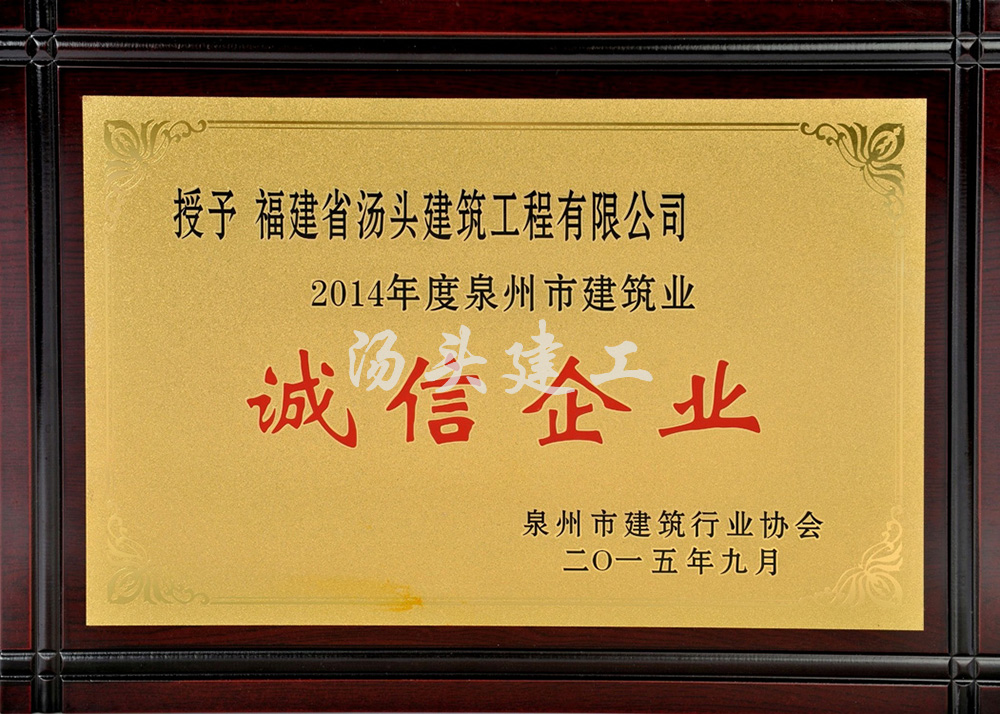 授予 福建省汤头建筑工程有限公司
2014年度泉州市建筑业
汤头建工
诚信企业
泉州市建筑行业协会
二〇一五年九月